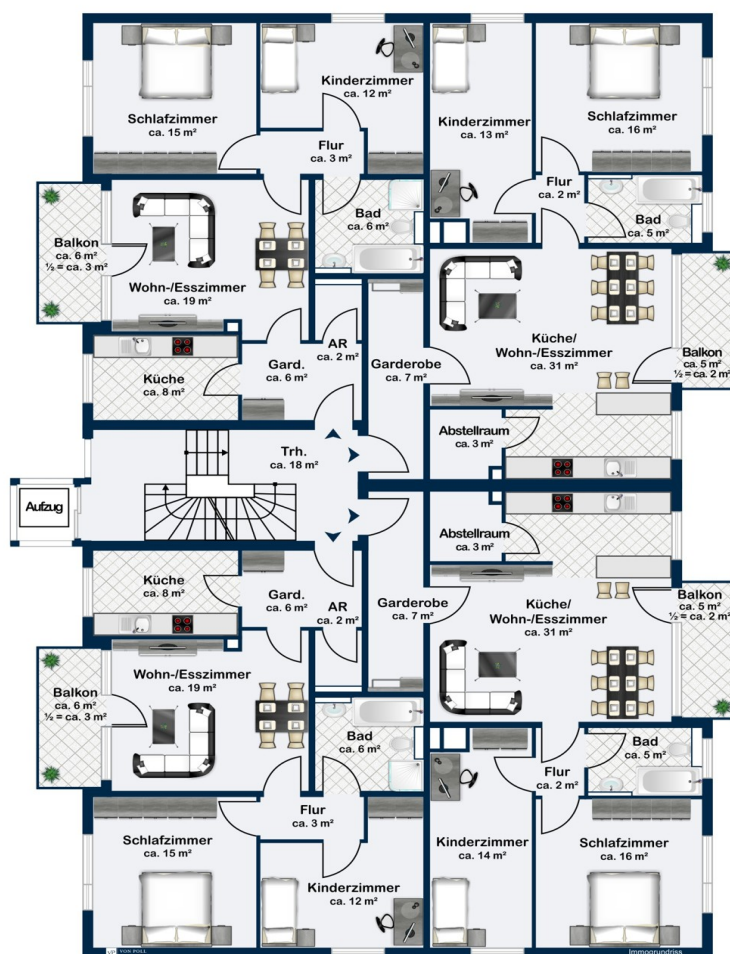 Schlafzimmer
ca. 15 m²
Kinderzimmer
ca. 12 m²
Kinderzimmer
ca. 13 m²
Schlafzimmer
ca. 16 m²
Flur
ca. 3 m²
Flur
ca. 2 m²
Bad
ca. 6 m²
Bad
ca. 5 m²
Balkon
ca. 6 m²
½ = ca. 3 m²
Wohn-/Esszimmer
ca. 19 m²
Küche/
Wohn-/Esszimmer
ca. 31 m²
Balkon
ca. 5 m²
½ = ca. 2 m²
AR
ca. 2 m²
Gard.
ca. 6 m²
Garderobe
ca. 7 m²
Küche
ca. 8 m²
Abstellraum
ca. 3 m²
Trh.
ca. 18 m²
Aufzug
Abstellraum
ca. 3 m²
Küche
ca. 8 m²
Gard.
ca. 6 m²
AR
ca. 2 m²
Garderobe
ca. 7 m²
Küche/
Wohn-/Esszimmer
ca. 31 m²
Balkon
ca. 5 m²
½ = ca. 2 m²
Wohn-/Esszimmer
ca. 19 m²
Balkon
ca. 6 m²
½ = ca. 3 m²
Bad
ca. 6 m²
Bad
ca. 5 m²
Flur
ca. 2 m²
Flur
ca. 3 m²
Schlafzimmer
ca. 15 m²
Kinderzimmer
ca. 12 m²
Kinderzimmer
ca. 14 m²
Schlafzimmer
ca. 16 m²
VON POLL
Immogrundriss